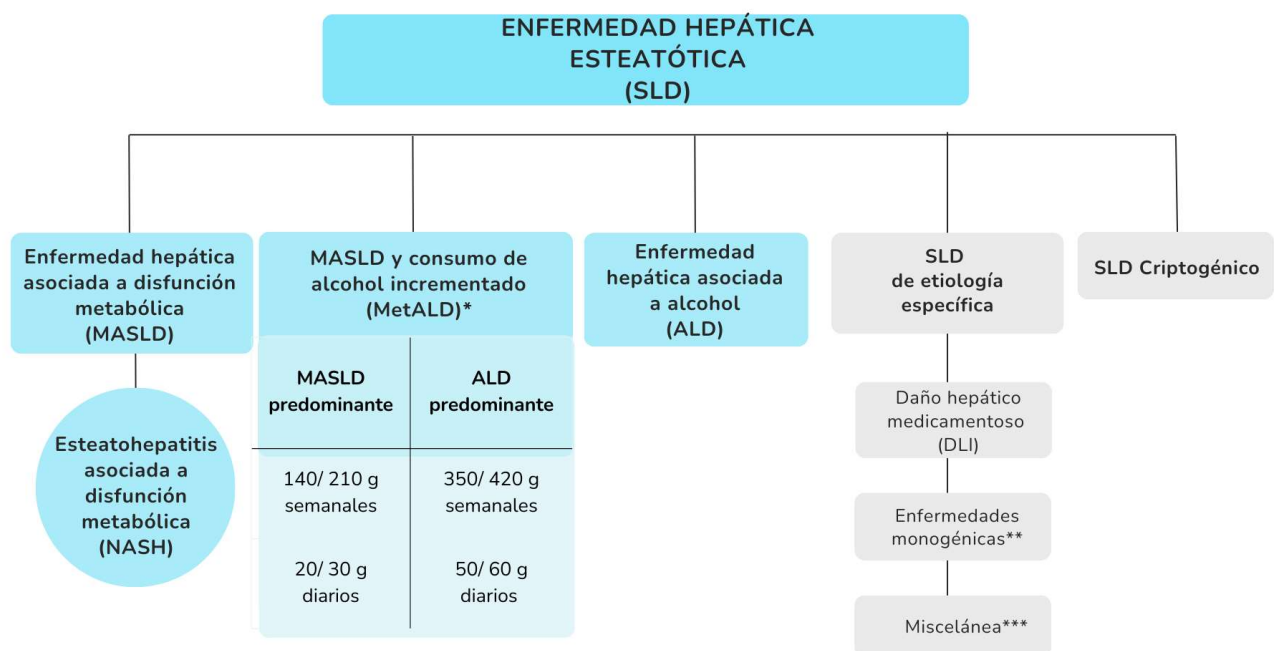 ENFERMEDAD HEPÁTICA
ESTEATÓTICA
(SLD)
Enfermedad hepática
asociada a disfunción
metabólica
(MASLD)
Esteatohepatitis
asociada a
disfunción
metabólica
(NASH)
MASLD y consumo de
alcohol incrementado
(MetALD)*
MASLD
predominante
ALD
predominante
140/ 210 g
semanales
350/ 420 g
semanales
20/ 30 g
diarios
50/ 60 g
diarios
Enfermedad
hepática asociada
a alcohol
(ALD)
SLD
de etiología
específica
Daño hepático
medicamentoso
(DLI)
Enfermedades
monogénicas**
Miscelánea***
SLD Criptogénico